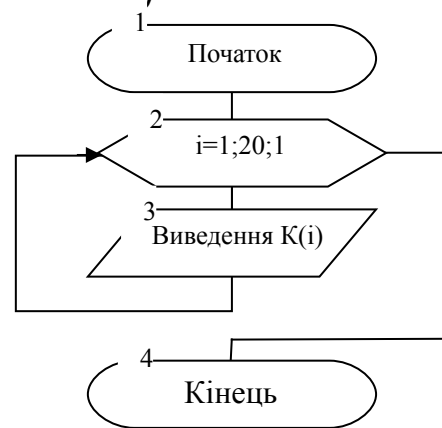 1
Початок
2
i=1;20;1
3
Виведення K(i)
4
Кінець